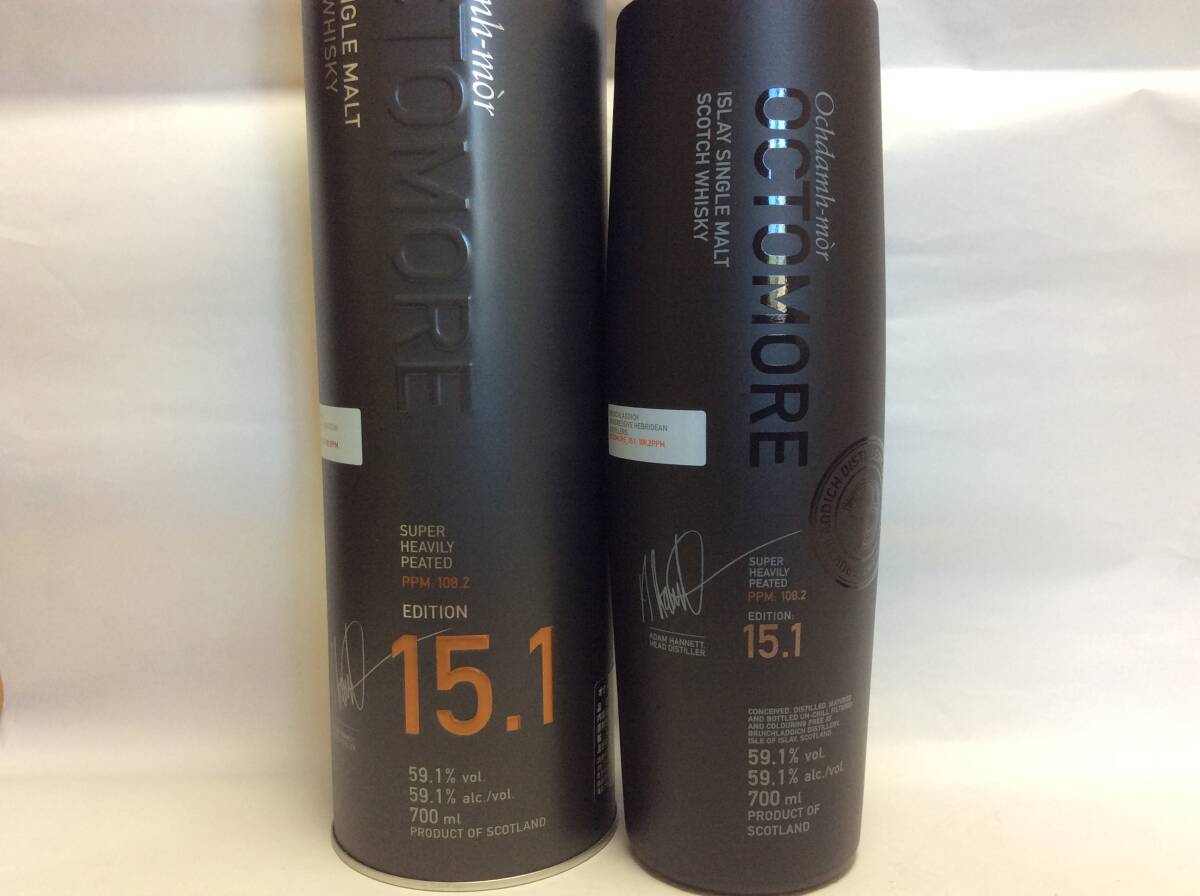 NGLE MALT
WHISKY
mh-mòr
CTOMORE
SUPER
HEAVILY
PEATED
PPM: 108.2
EDITION
15.1
59.1% vol.
59.1% alc./vol.
700 ml
PRODUCT OF SCOTLAND
Ochdamh-mòr
OCTOMORE
ISLAY SINGLE MALT
SCOTCH WHISKY
HEBRIDEAN
SUPER
HEAVILY
PEATED
PPM: 108.2
EDITION:
15.1
ADAM HANNETT,
HEAD DISTILLER
CONCEIVED, DISTILLED, MATURED
AND BOTTLED UN-CHILL FILTERED
AND COLOURING FREE AT
BRUICHLADDICH DISTILLERY,
ISLE OF ISLAY, SCOTLAND.
59.1% vol.
59.1% alc./vol.
700 ml
PRODUCT OF
SCOTLAND